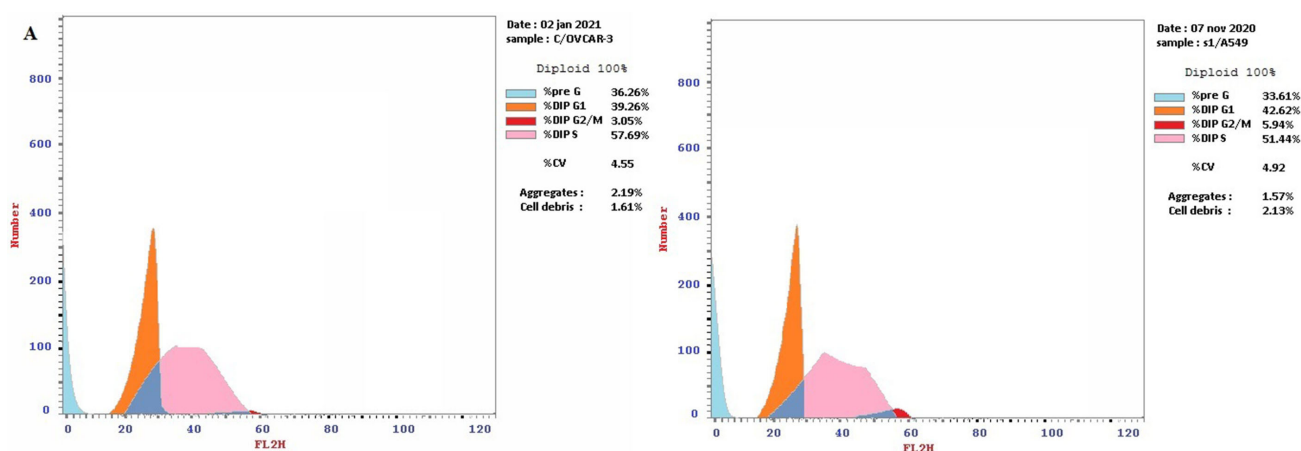 A
Date : 02 jan 2021
sample : C/OVCAR-3
Diploid 100%
%pre G 36.26%
%DIP G1 39.26%
%DIP G2/M 3.05%
%DIP S 57.69%
%CV 4.55
Aggregates : 2.19%
Cell debris : 1.61%
Number
800
600
400
200
100
0
0 20 40 60 80 100 120
FL2H
Date : 07 nov 2020
sample : s1/A549
Diploid 100%
%pre G 33.61%
%DIP G1 42.62%
%DIP G2/M 5.94%
%DIP S 51.44%
%CV 4.92
Aggregates : 1.57%
Cell debris : 2.13%
Number
800
600
400
200
100
0
0 20 40 60 80 100 120
FL2H